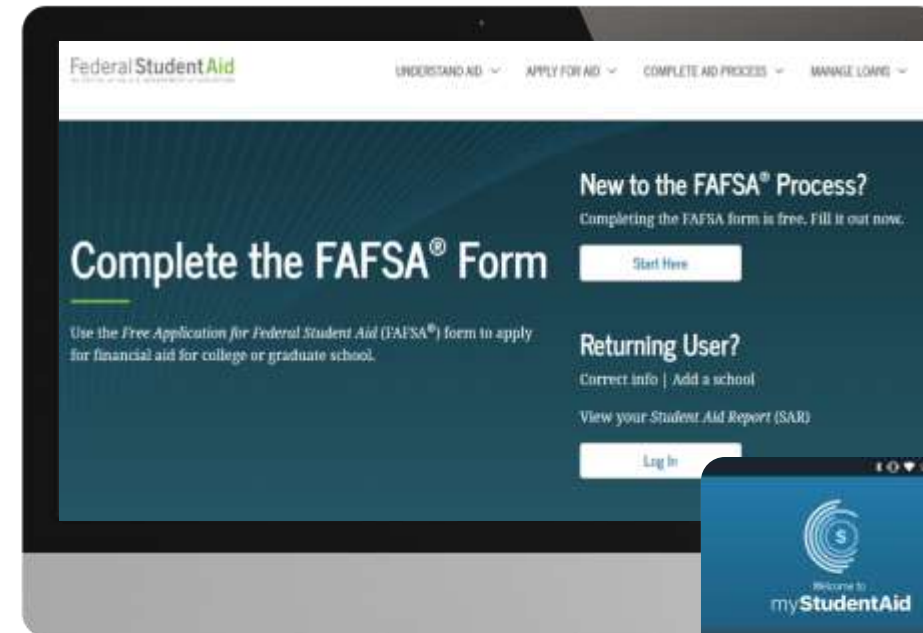 Federal Student Aid
UNDERSTAND AID
APPLY FOR AID
COMPLETE AID PROCESS
MANAGE LOANS
Complete the FAFSA® Form
Use the Free Application for Federal Student Aid (FAFSA®) form to apply
for financial aid for college or graduate school.
New to the FAFSA® Process?
Completing the FAFSA form is free. Fill it out now.
Start Here
Returning User?
Correct info | Add a school
View your Student Aid Report (SAR)
Log In
S
Welcome to
myStudentAid